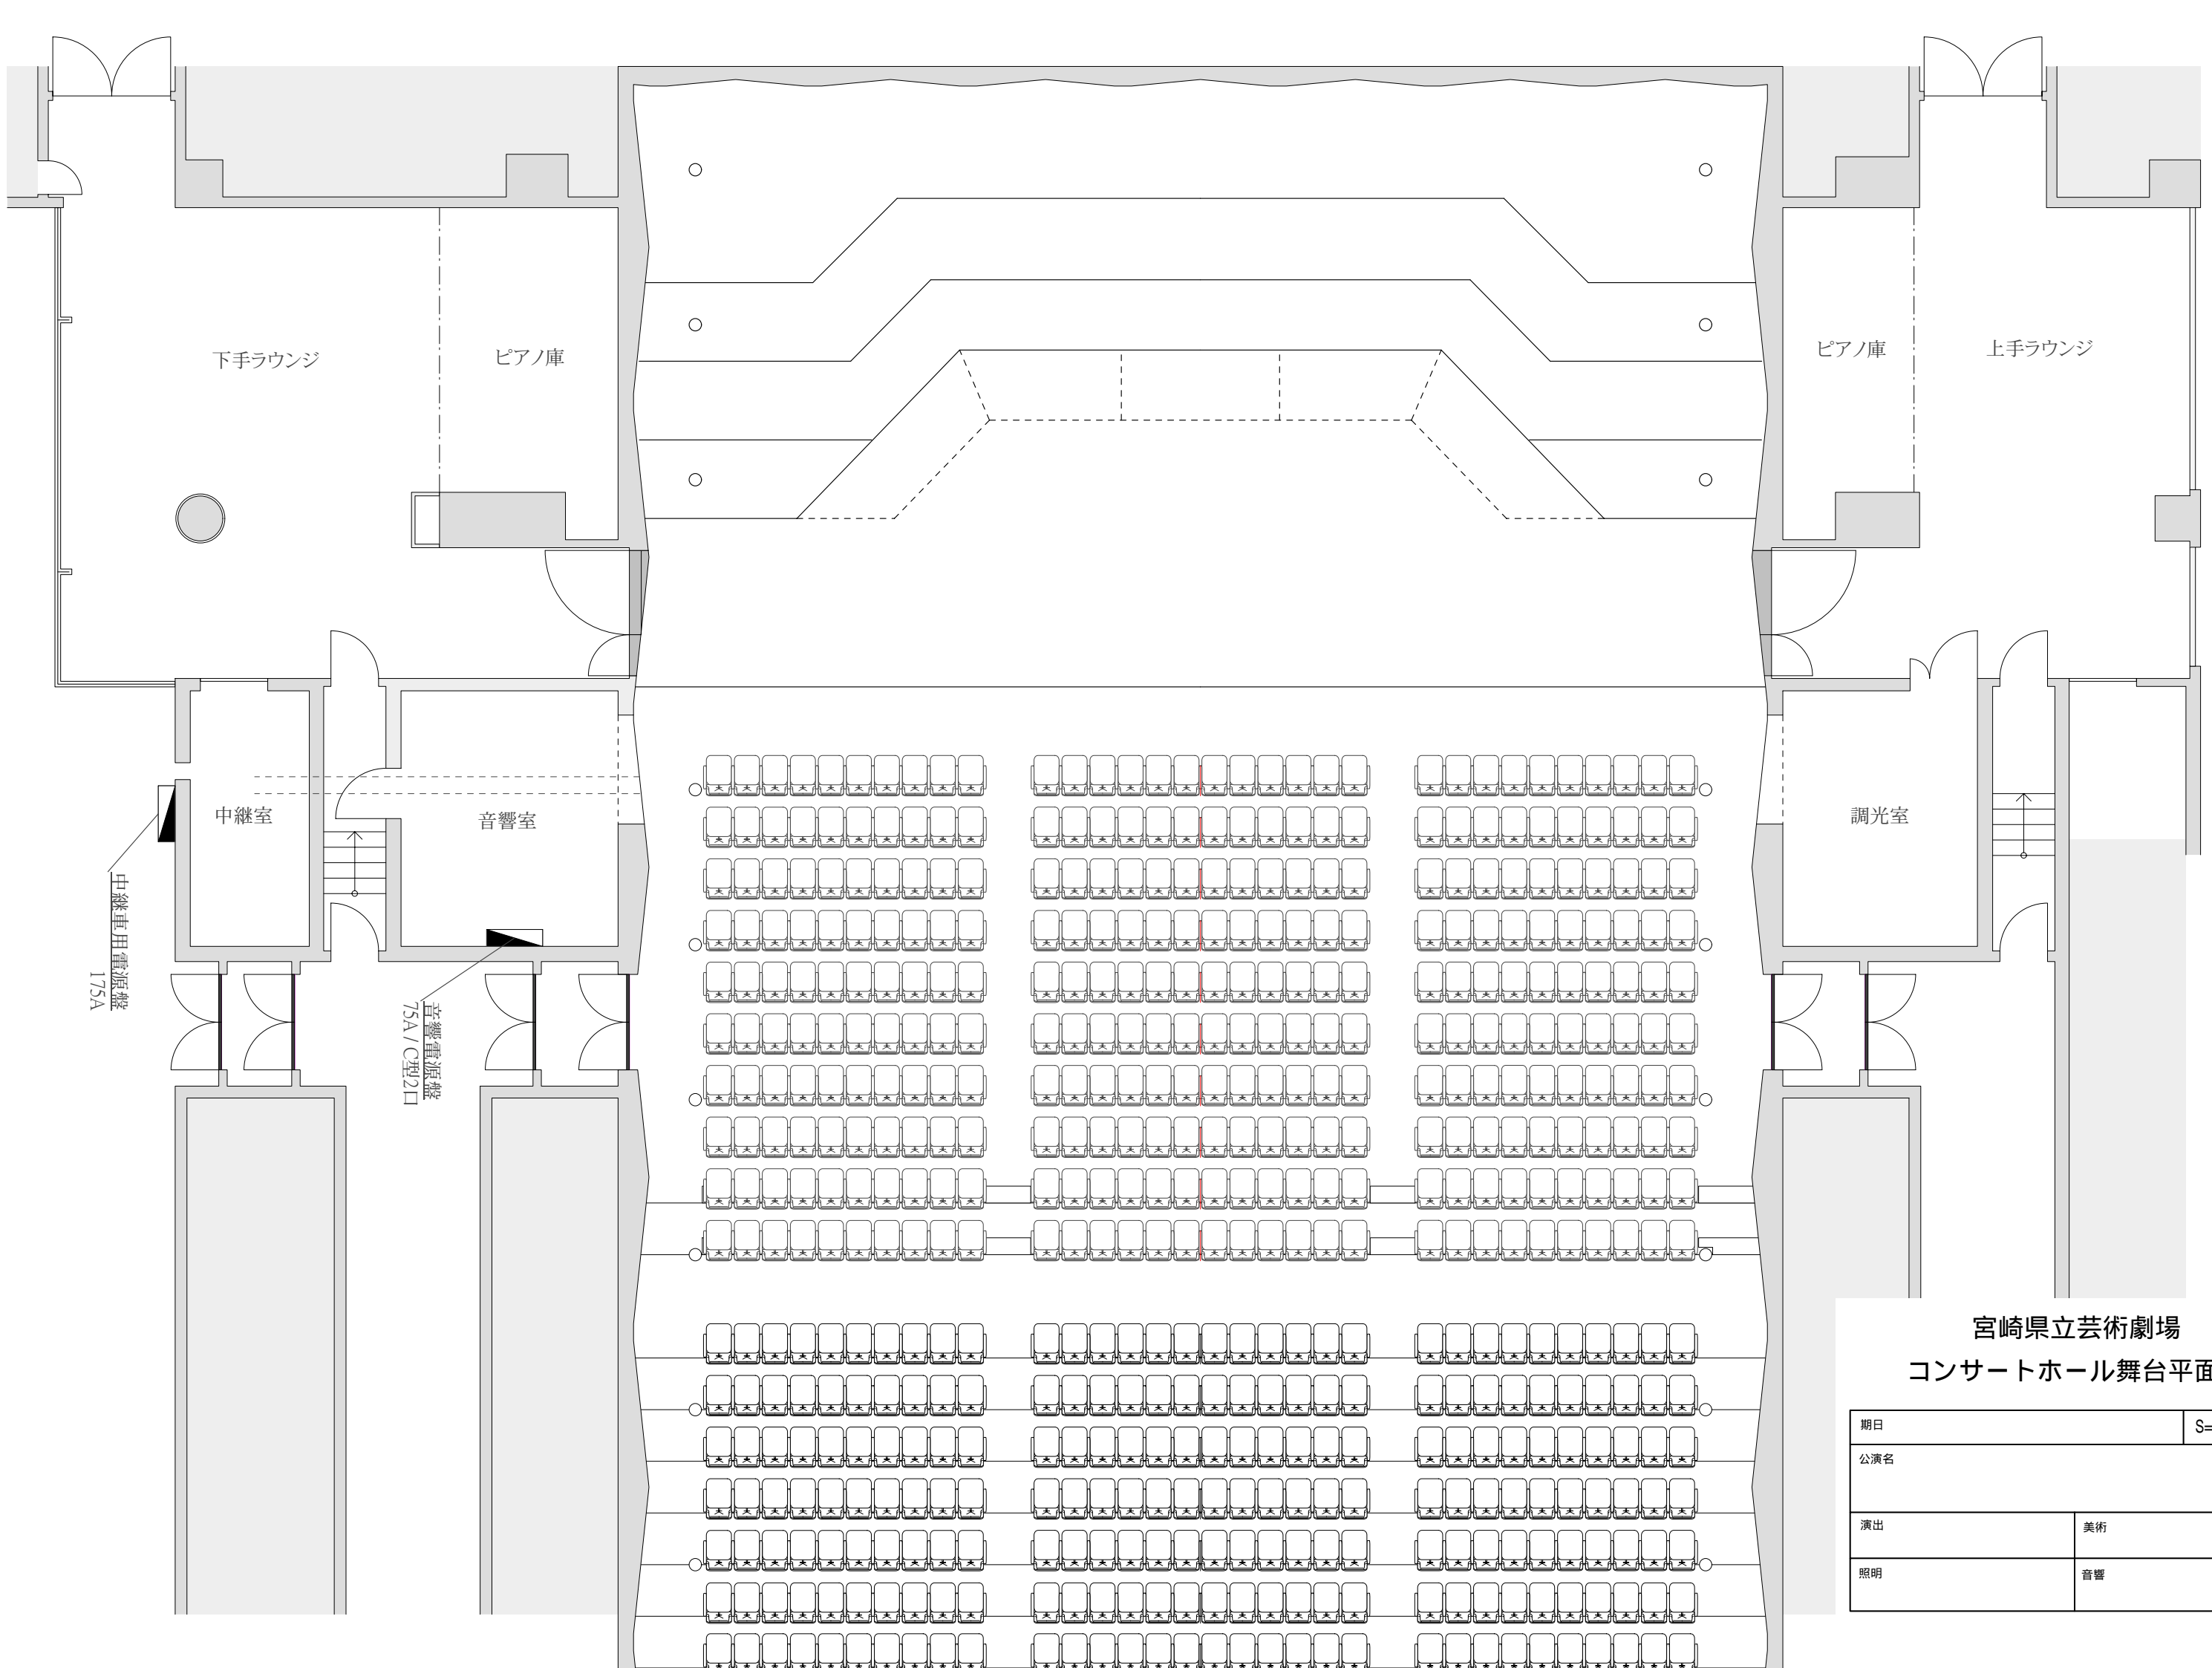 下手ラウンジ
ピアノ庫
ピアノ庫
上手ラウンジ
中継室
音響室
調光室
中継車用電源盤
175A
音響電源盤
75A / C型2口
宮崎県立芸術劇場
コンサートホール舞台平面
期日
S=
公演名
演出
美術
照明
音響